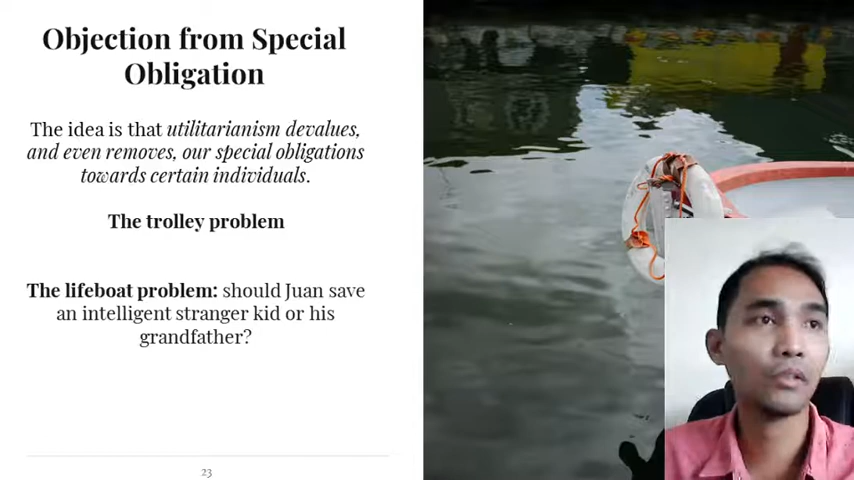 Objection from Special
Obligation
The idea is that utilitarianism devalues,
and even removes, our special obligations
towards certain individuals.
The trolley problem
The lifeboat problem: should Juan save
an intelligent stranger kid or his
grandfather?
23